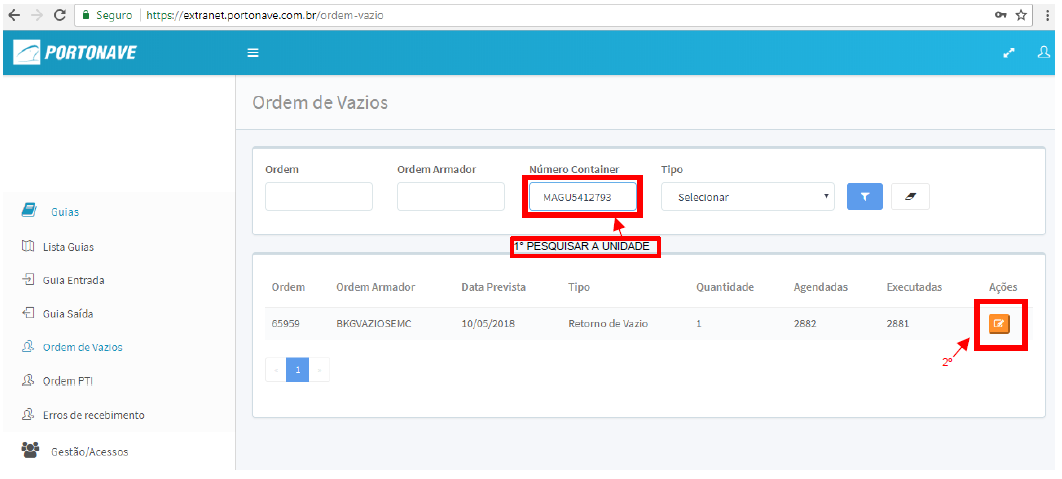 Seguro | https://extranet.portonave.com.br/ordem-vazio
PORTONAVE
Ordem de Vazios
Ordem Ordem Armador Número Container Tipo
MAGU5412793 Selecionar
1° PESQUISAR A UNIDADE
Guias
Lista Guias
Guia Entrada
Guia Saída
Ordem de Vazios
Ordem PTI
Erros de recebimento
Gestão/Acessos
Ordem Ordem Armador Data Prevista Tipo Quantidade Agendadas Executadas Ações
65959 BKGVAZIOSEMC 10/05/2018 Retorno de Vazio 1 2882 2881
2°
1